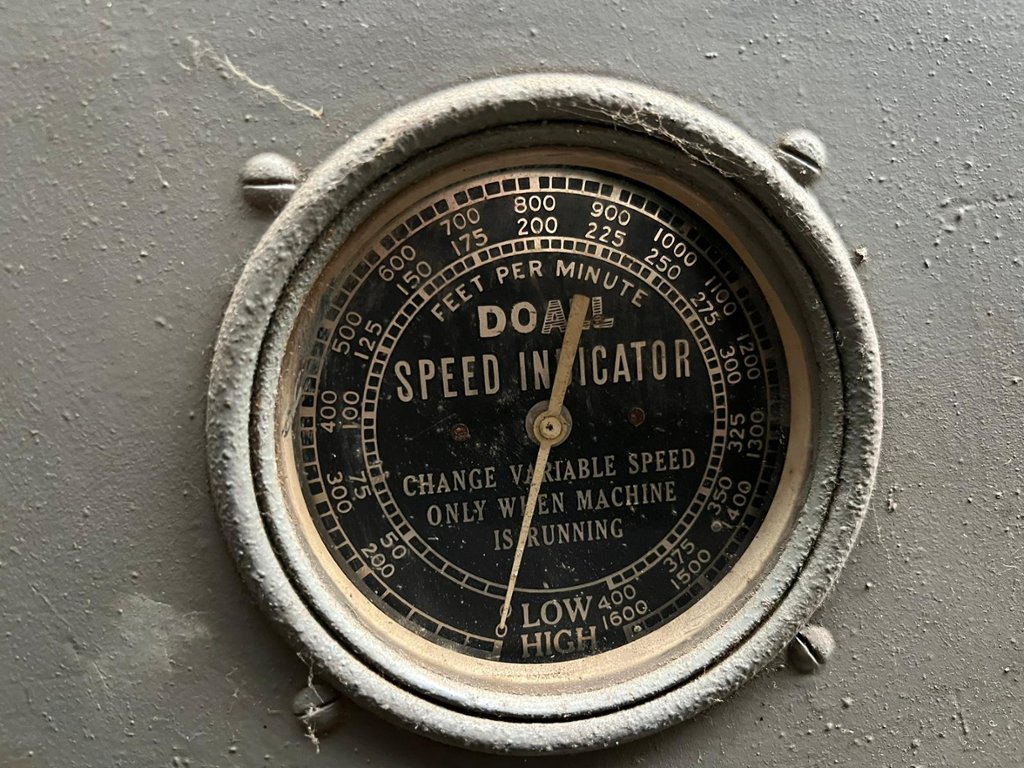 800
700 900
600 1000
200
175 225
150 250
500 1100
125 275
FEET PER MINUTE
DOALL
SPEED INDICATOR
400 100 300 1200
325 1300
CHANGE VARIABLE SPEED
ONLY WHEN MACHINE
IS RUNNING
300 75 350 1400
200 50 375 1500
LOW 400
HIGH 1600